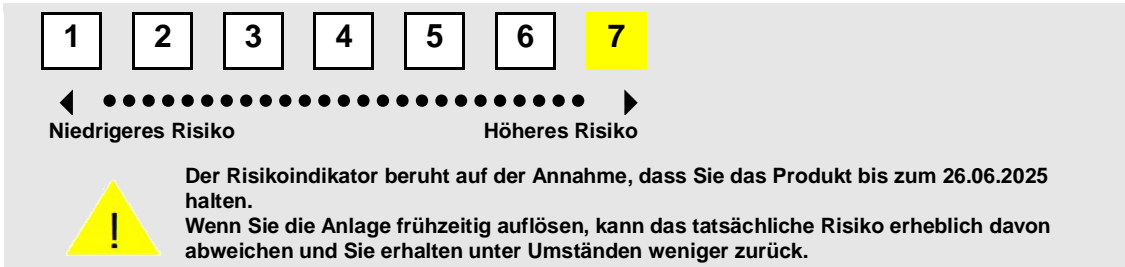 1 2 3 4 5 6 7
Niedrigeres Risiko Höheres Risiko
Der Risikoindikator beruht auf der Annahme, dass Sie das Produkt bis zum 26.06.2025
halten.
Wenn Sie die Anlage frühzeitig auflösen, kann das tatsächliche Risiko erheblich davon
abweichen und Sie erhalten unter Umständen weniger zurück.
!